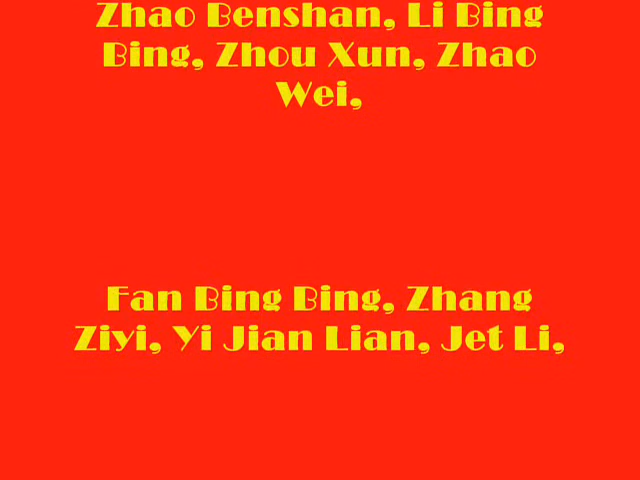 Zhao Benshan, Li Bing
Bing, Zhou Xun, Zhao
Wei,
Fan Bing Bing, Zhang
Ziyi, Yi Jian Lian, Jet Li,